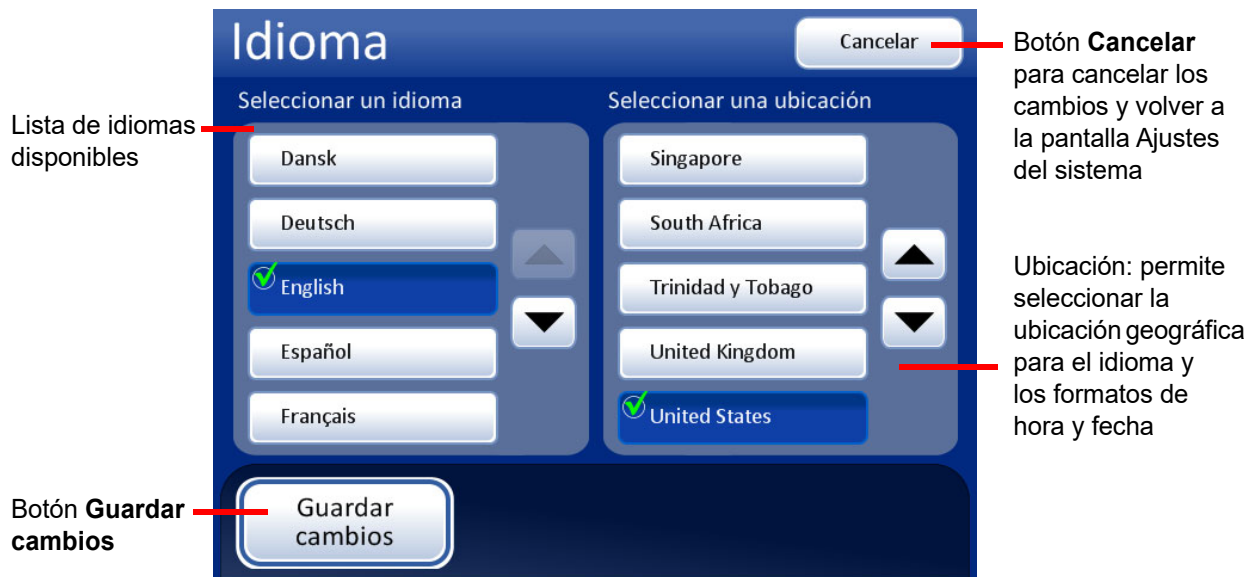 Idioma
Cancelar
Seleccionar un idioma
Seleccionar una ubicación
Dansk
Deutsch
English
Español
Français
Singapore
South Africa
Trinidad y Tobago
United Kingdom
United States
Guardar
cambios
Lista de idiomas
disponibles
Botón Guardar
cambios
Botón Cancelar
para cancelar los
cambios y volver a
la pantalla Ajustes
del sistema
Ubicación: permite
seleccionar la
ubicación geográfica
para el idioma y
los formatos de
hora y fecha